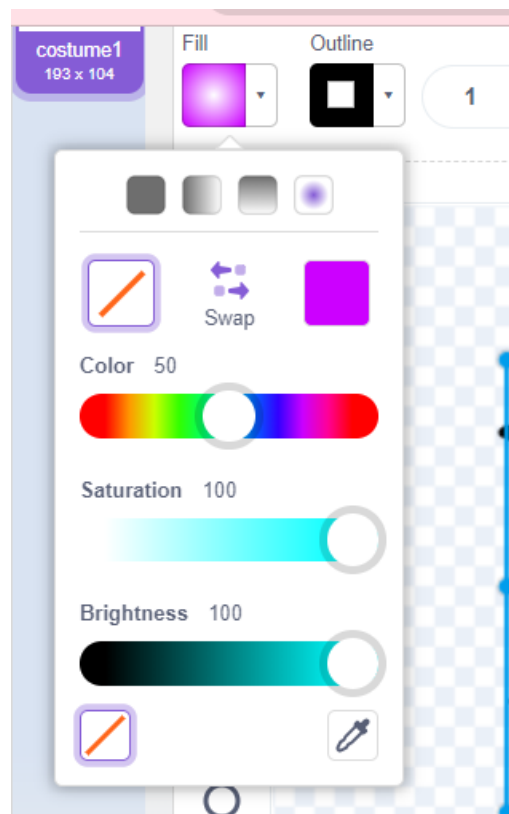 costume1
193 x 104
Fill
Outline
1
Swap
Color 50
Saturation 100
Brightness 100